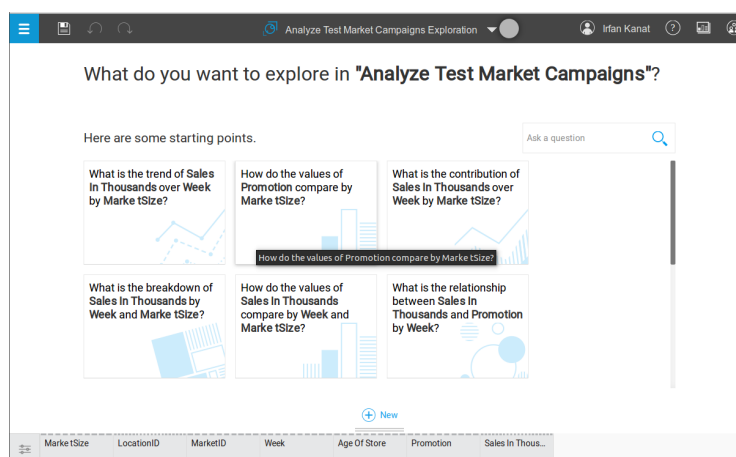 Analyze Test Market Campaigns Exploration
Irfan Kanat
?
What do you want to explore in "Analyze Test Market Campaigns"?
Here are some starting points.
Ask a question
What is the trend of Sales
In Thousands over Week
by Marke tSize?
How do the values of
Promotion compare by
Marke tSize?
What is the contribution of
Sales In Thousands over
Week by Marke tSize?
How do the values of Promotion compare by Marke tSize?
What is the breakdown of
Sales In Thousands by
Week and Marke tSize?
How do the values of
Sales In Thousands
compare by Week and
Marke tSize?
What is the relationship
between Sales In
Thousands and Promotion
by Week?
New
Marke tSize LocationID MarketID Week Age Of Store Promotion Sales In Thous...